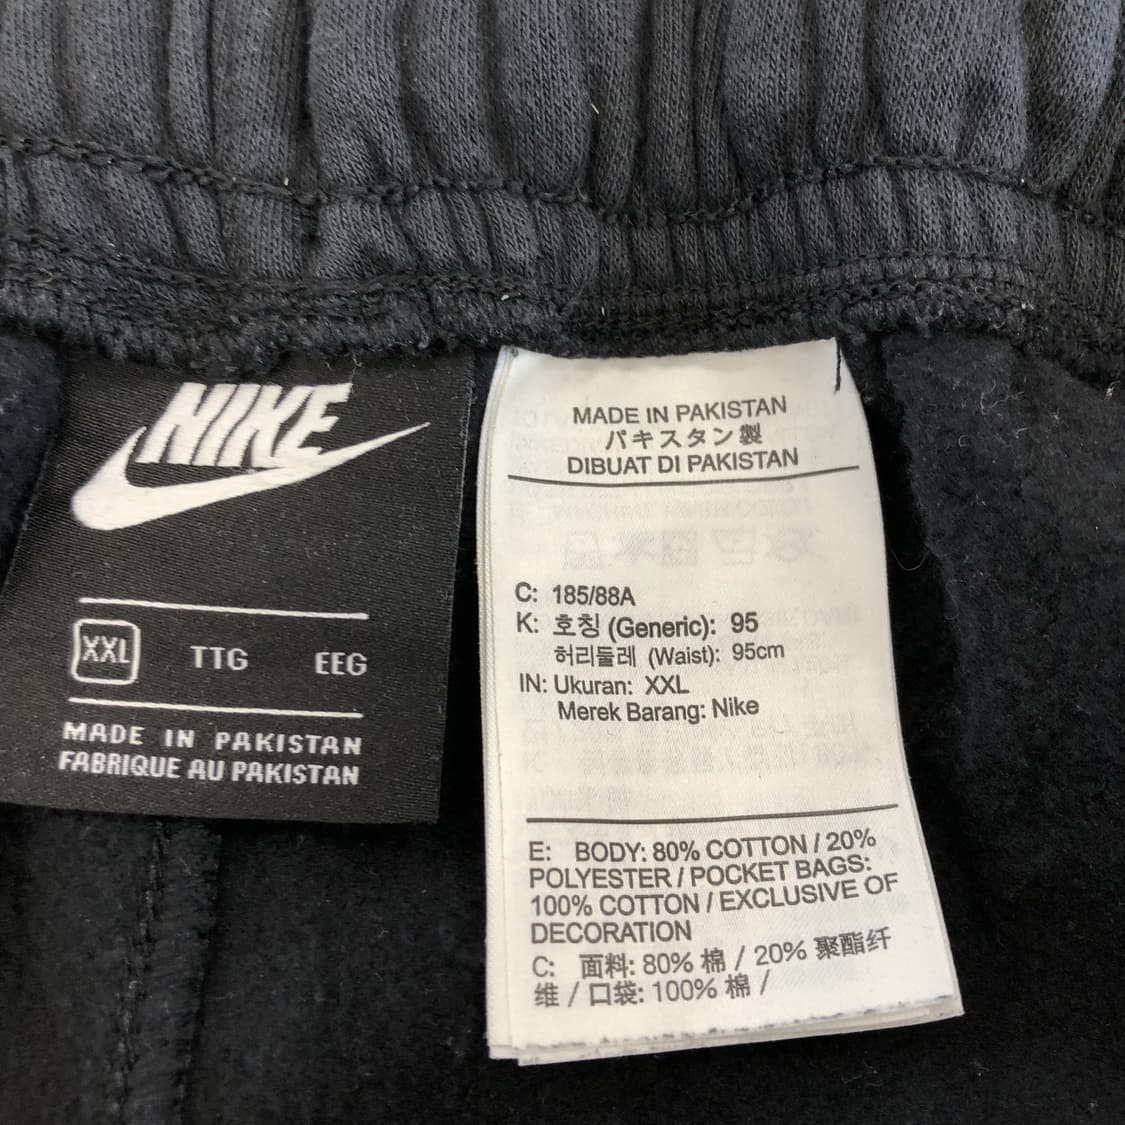 NIKE
XXL TTG EEG
MADE IN PAKISTAN
FABRIQUE AU PAKISTAN
MADE IN PAKISTAN
パキスタン製
DIBUAT DI PAKISTAN
C: 185/88A
K: 호칭 (Generic): 95
허리둘레 (Waist): 95cm
IN: Ukuran: XXL
Merek Barang: Nike
E: BODY: 80% COTTON / 20%
POLYESTER / POCKET BAGS:
100% COTTON / EXCLUSIVE OF
DECORATION
C: 面料: 80% 棉 / 20% 聚酯纤
维 / 口袋: 100% 棉 /